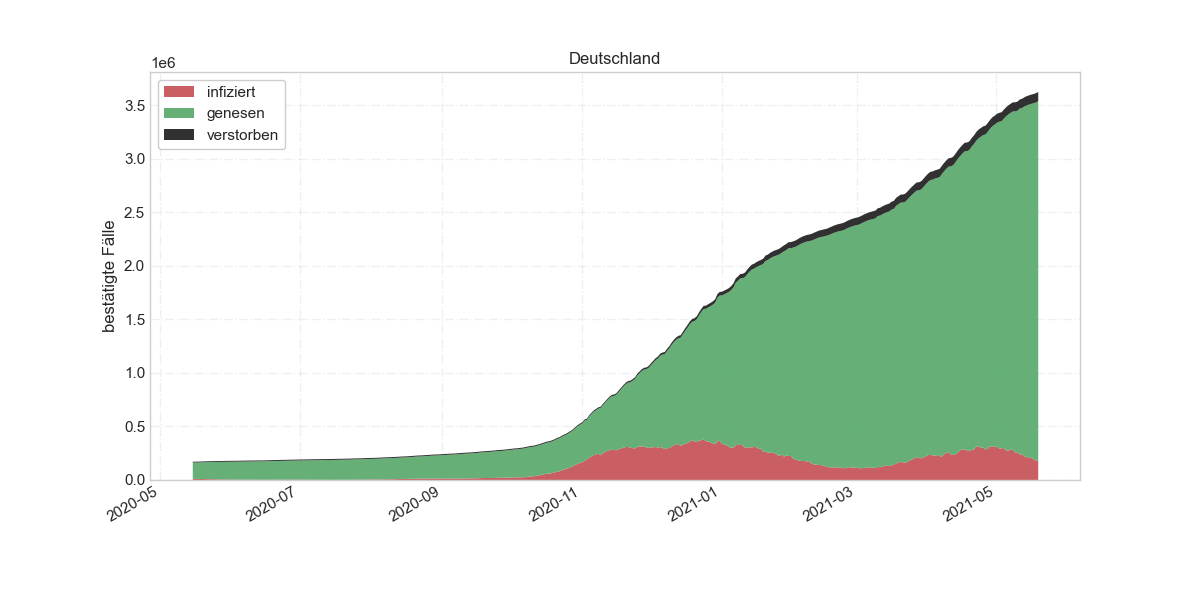 Deutschland
1e6
infiziert
genesen
verstorben
3.5
3.0
2.5
2.0
1.5
1.0
0.5
0.0
bestätigte Fälle
2020-05
2020-07
2020-09
2020-11
2021-01
2021-03
2021-05